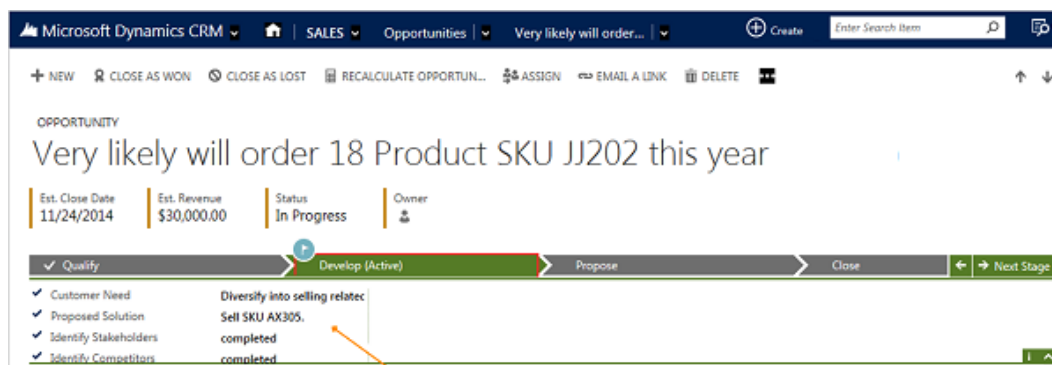 Microsoft Dynamics CRM SALES Opportunities Very likely will order... Create Enter Search Item
NEW CLOSE AS WON CLOSE AS LOST RECALCULATE OPPORTUN... ASSIGN EMAIL A LINK DELETE
OPPORTUNITY
Very likely will order 18 Product SKU JJ202 this year
Est. Close Date Est. Revenue Status Owner
11/24/2014 $30,000.00 In Progress
Qualify Develop (Active) Propose Close Next Stage
Customer Need Diversify into selling relatec
Proposed Solution Sell SKU AX305.
Identify Stakeholders completed
Identify Competitors completed